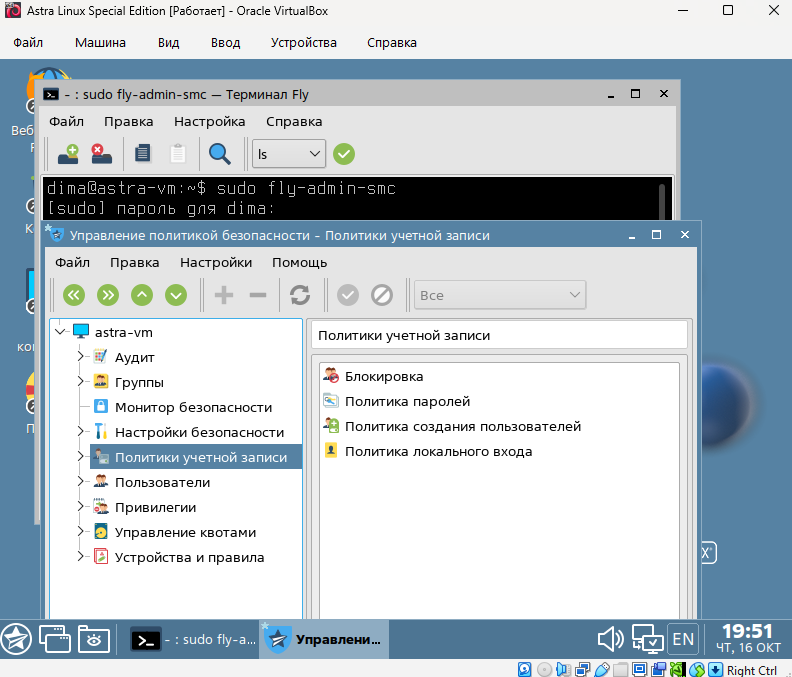 Astra Linux Special Edition [Работает] - Oracle VirtualBox
Файл Машина Вид Ввод Устройства Справка
- : sudo fly-admin-smc — Терминал Fly
Файл Правка Настройка Справка
ls
dima@astra-vm:~$ sudo fly-admin-smc
[sudo] пароль для dima:
Управление политикой безопасности - Политики учетной записи
Файл Правка Настройки Помощь
Все
astra-vm
Аудит
Группы
Монитор безопасности
Настройки безопасности
Политики учетной записи
Пользователи
Привилегии
Управление квотами
Устройства и правила
Политики учетной записи
Блокировка
Политика паролей
Политика создания пользователей
Политика локального входа
- : sudo fly-a...
Управлени...
EN
19:51
ЧТ, 16 ОКТ
Right Ctrl